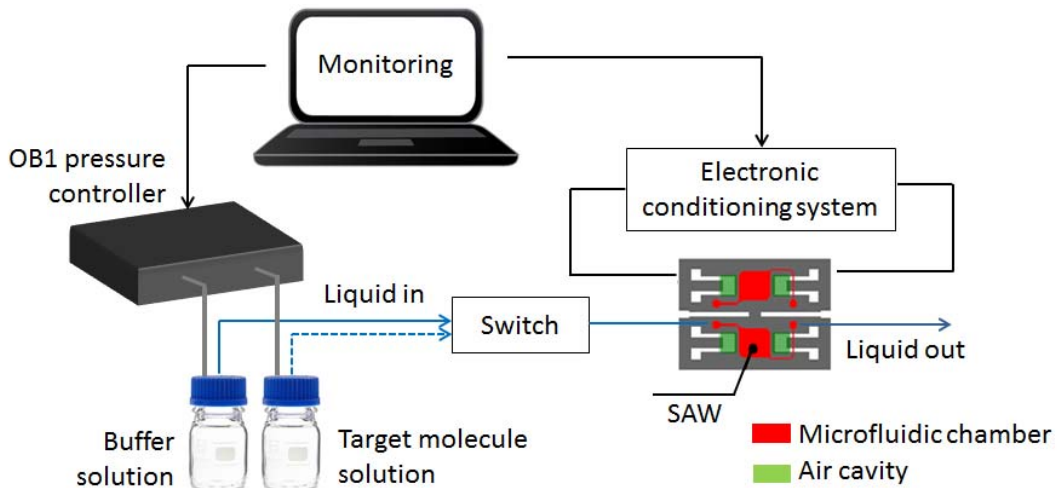 Monitoring
OB1 pressure
controller
Electronic
conditioning system
Liquid in
Switch
Liquid out
SAW
Buffer
solution
Target molecule
solution
Microfluidic chamber
Air cavity